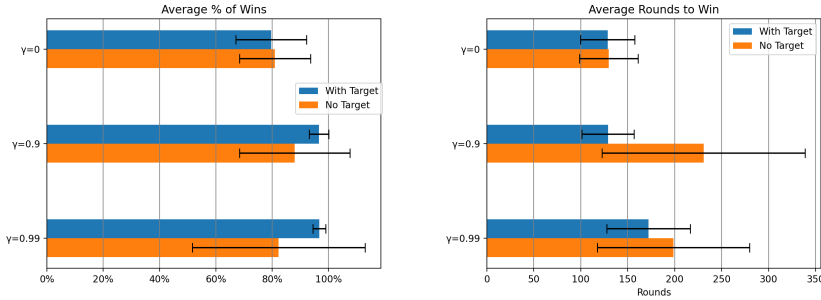 Average % of Wins
γ=0
γ=0.9
γ=0.99
With Target
No Target
0%
20%
40%
60%
80%
100%
Average Rounds to Win
γ=0
γ=0.9
γ=0.99
With Target
No Target
0
50
100
150
200
250
300
350
Rounds